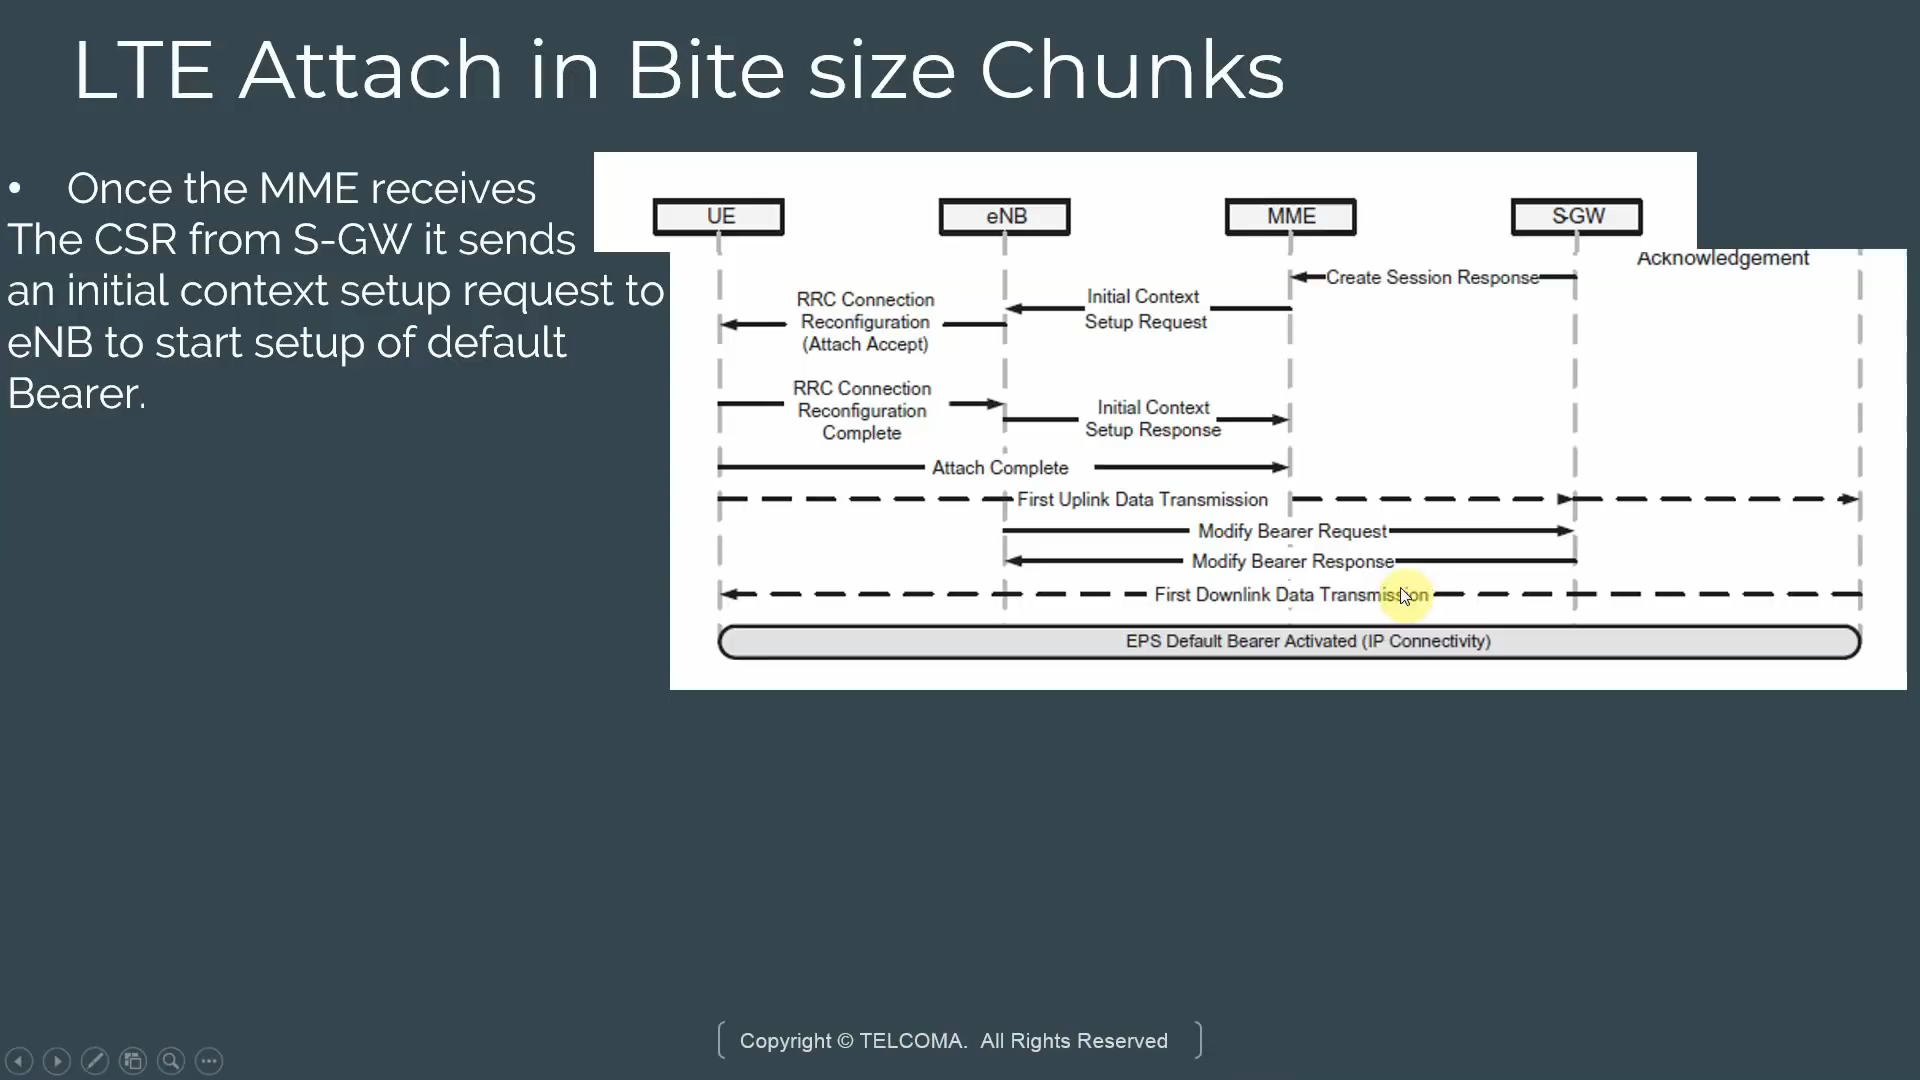 LTE Attach in Bite size Chunks
• Once the MME receives
The CSR from S-GW it sends
an initial context setup request to
eNB to start setup of default
Bearer.
UE
eNB
MME
S-GW
Acknowledgement
Create Session Response
Initial Context
Setup Request
RRC Connection
Reconfiguration
(Attach Accept)
RRC Connection
Reconfiguration
Complete
Initial Context
Setup Response
Attach Complete
First Uplink Data Transmission
Modify Bearer Request
Modify Bearer Response
First Downlink Data Transmission
EPS Default Bearer Activated (IP Connectivity)
Copyright © TELCOMA. All Rights Reserved